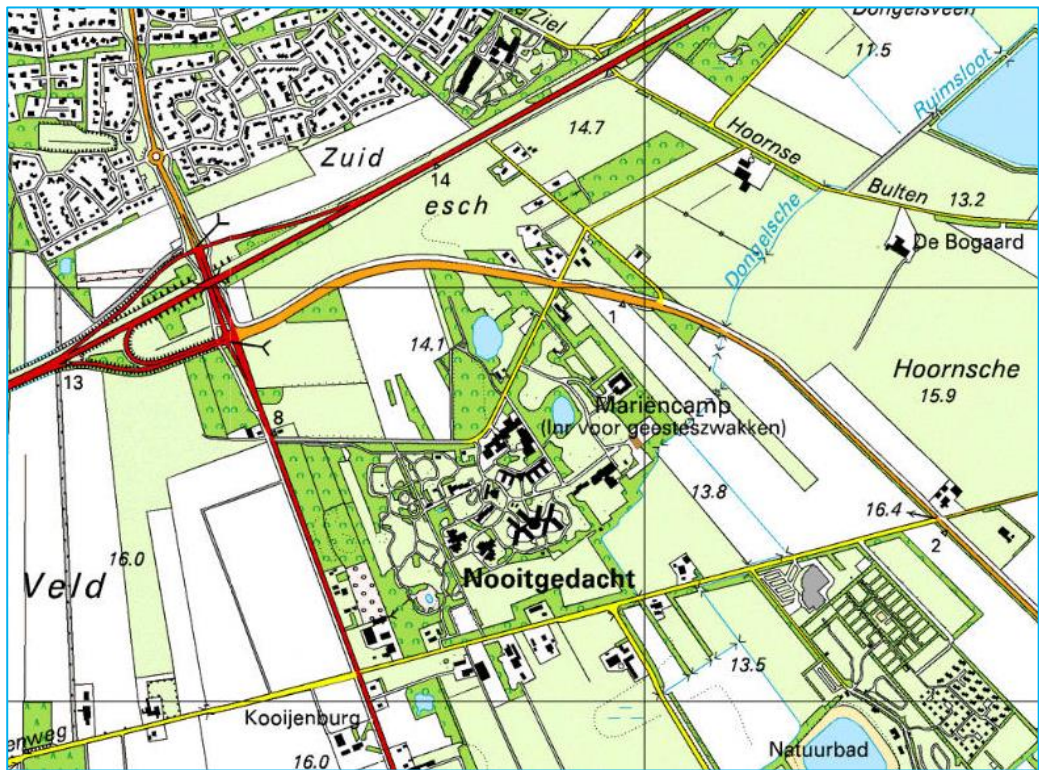 Ziel
Dongelsveen
11.5
Ruimsloot
14.7
Hoornse
Zuid
14
esch
Bulten
13.2
Dongelsche
De Bogaard
1
14.1
13
Hoornsche
15.9
Mariëncamp
(Inr voor geesteszwakken)
8
13.8
16.4
2
16.0
Veld
Nooitgedacht
13.5
Kooijenburg
enweg
16.0
Natuurbad